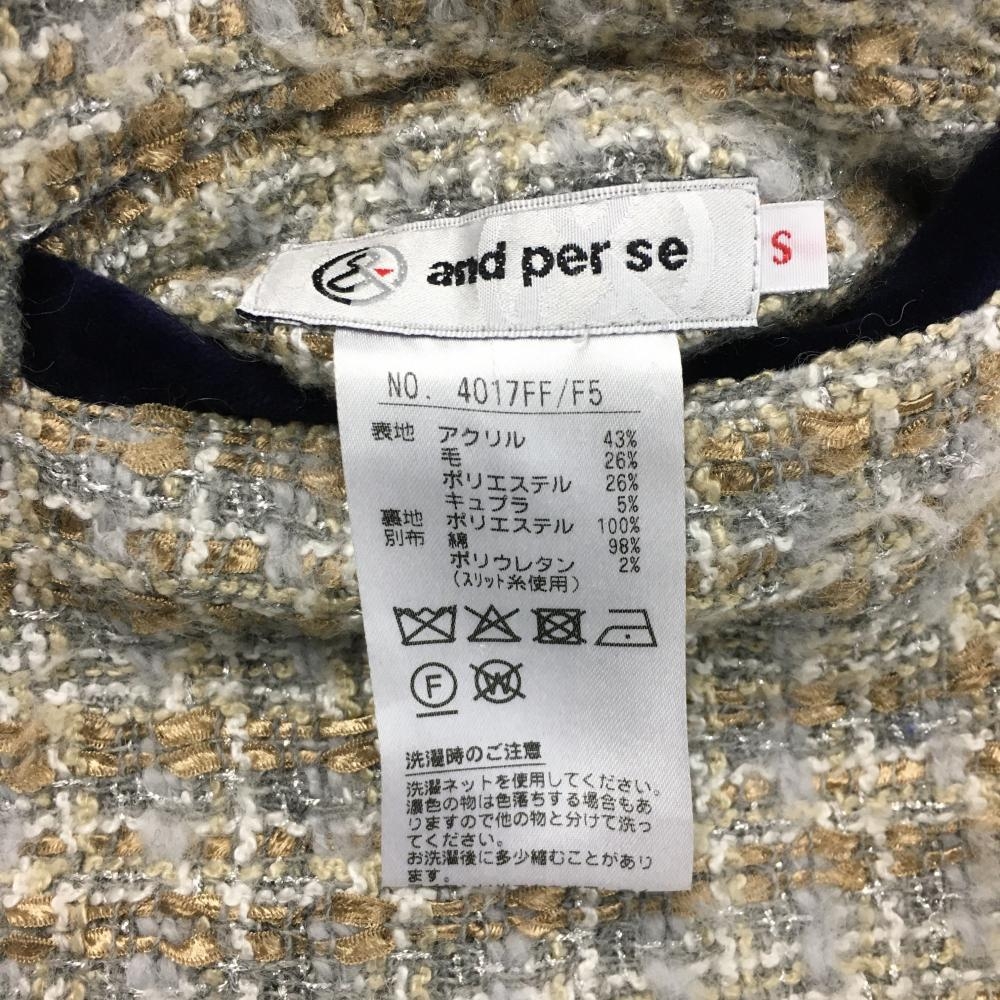 and per se
S
NO. 4017FF/F5
表地 アクリル 43%
毛 26%
ポリエステル 26%
キュプラ 5%
裏地 ポリエステル 100%
別布 綿 98%
ポリウレタン 2%
(スリット糸使用)
F
W
洗濯時のご注意
洗濯ネットを使用してください。
濃色の物は色落ちする場合もあ
りますので他の物と分けて洗っ
てください。
お洗濯後に多少縮むことがあり
ます。